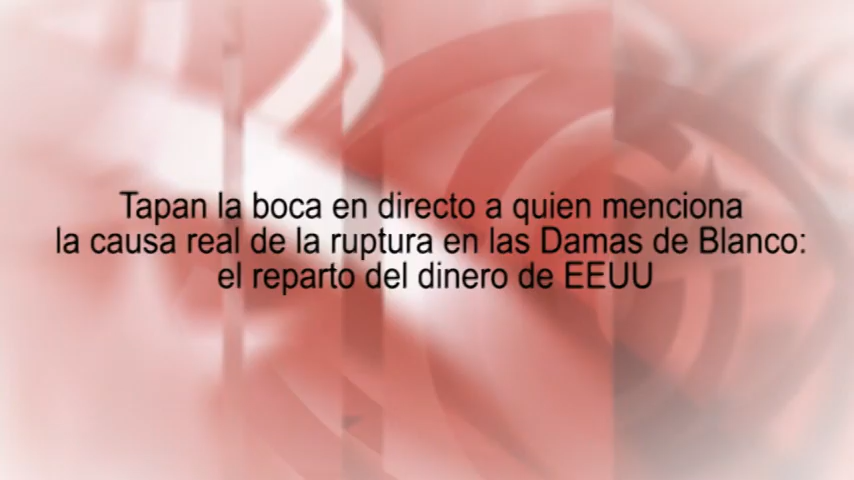 Tapan la boca en directo a quien menciona
la causa real de la ruptura en las Damas de Blanco:
el reparto del dinero de EEUU